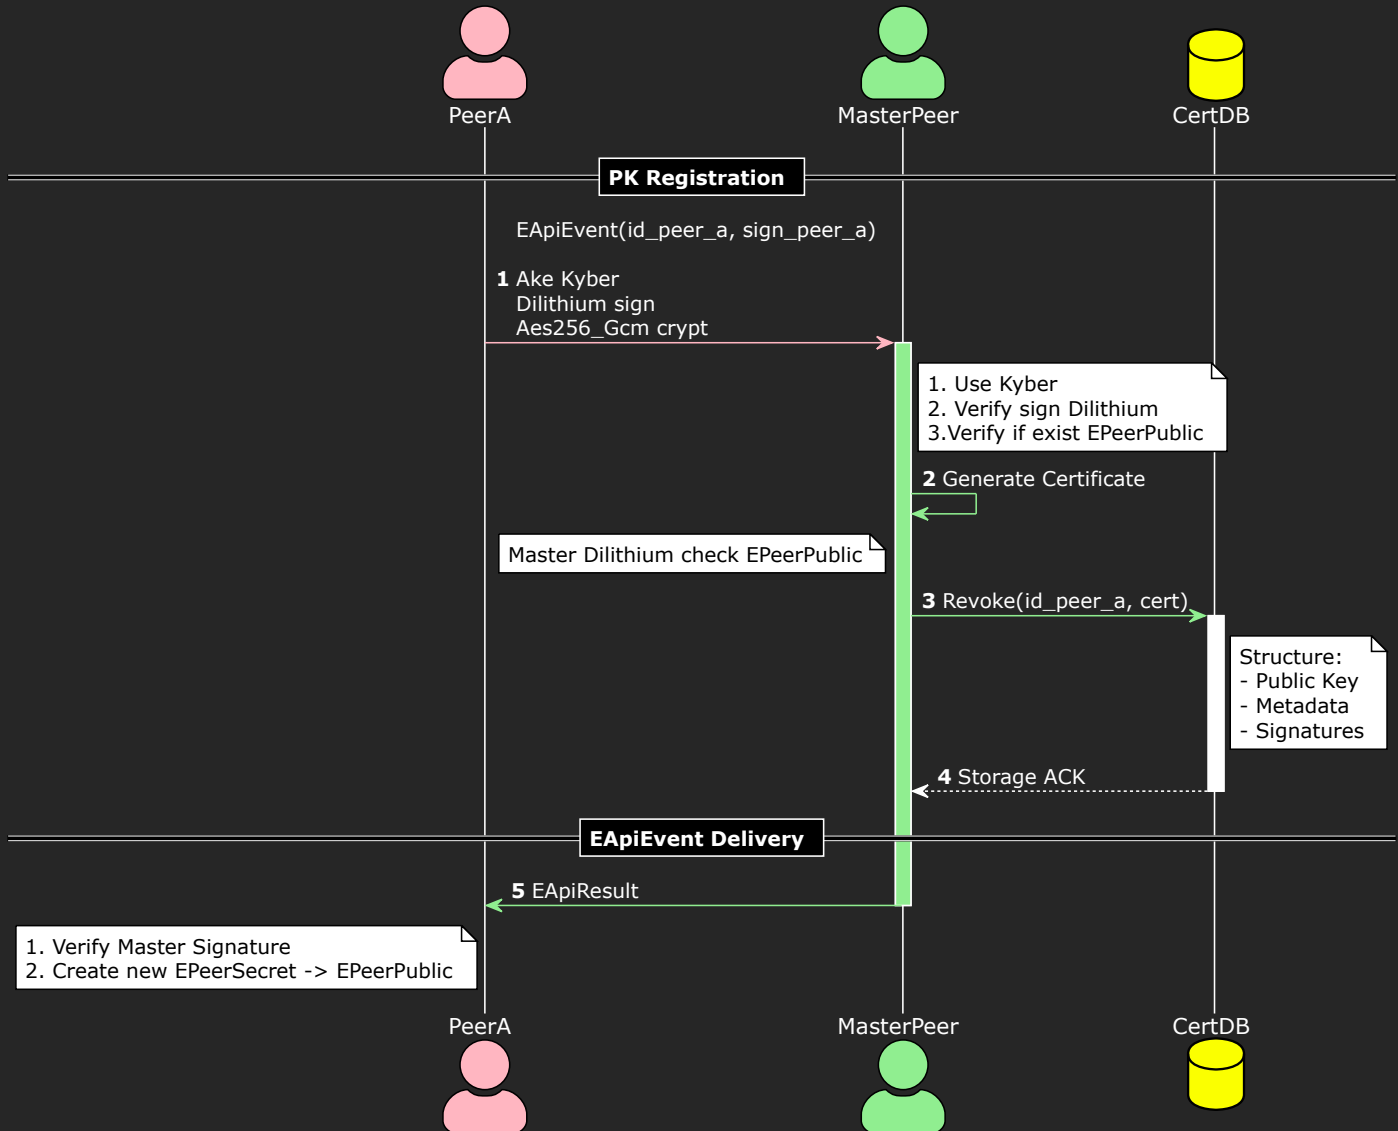 PeerA
MasterPeer
CertDB
PK Registration
EApiEvent(id_peer_a, sign_peer_a)
1 Ake Kyber
Dilithium sign
Aes256_Gcm crypt
1. Use Kyber
2. Verify sign Dilithium
3.Verify if exist EPeerPublic
2 Generate Certificate
Master Dilithium check EPeerPublic
3 Revoke(id_peer_a, cert)
Structure:
- Public Key
- Metadata
- Signatures
4 Storage ACK
EApiEvent Delivery
5 EApiResult
1. Verify Master Signature
2. Create new EPeerSecret -> EPeerPublic
PeerA
MasterPeer
CertDB